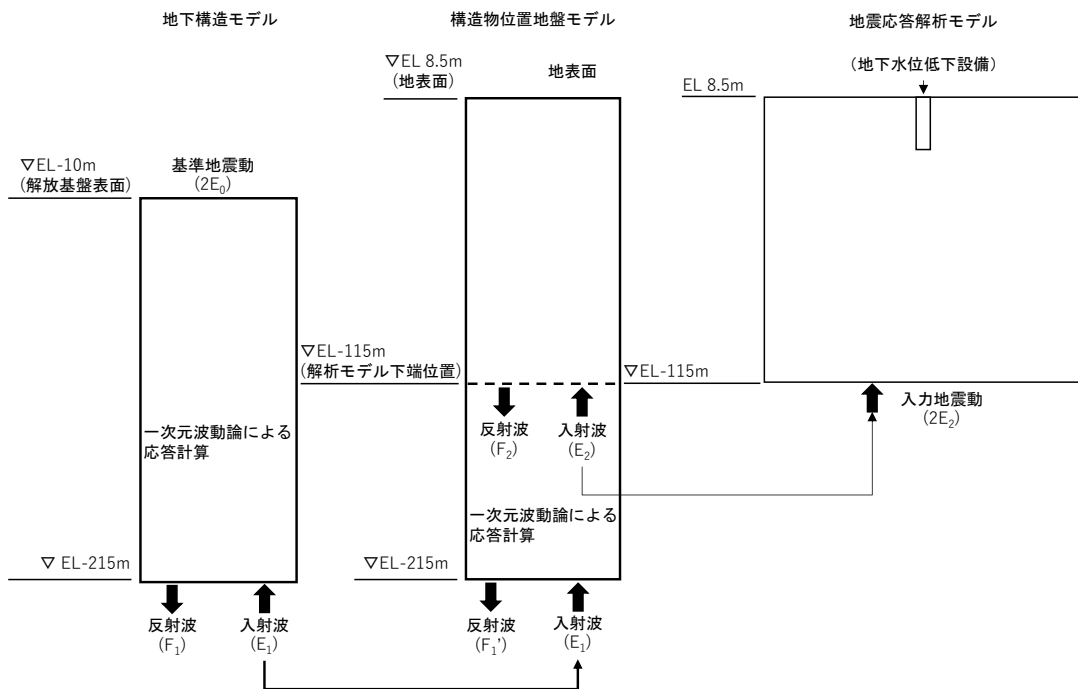 地下構造モデル
構造物位置地盤モデル
地震応答解析モデル
▽EL 8.5m
(地表面)
地表面
(地下水位低下設備)
EL 8.5m
▽EL-10m
(解放基盤表面)
基準地震動
(2E₀)
▽EL-115m
(解析モデル下端位置)
▽EL-115m
反射波
(F₂)
入射波
(E₂)
入力地震動
(2E₂)
一次元波動論による
応答計算
一次元波動論による
応答計算
▽ EL-215m
▽EL-215m
反射波
(F₁)
入射波
(E₁)
反射波
(F₁')
入射波
(E₁)